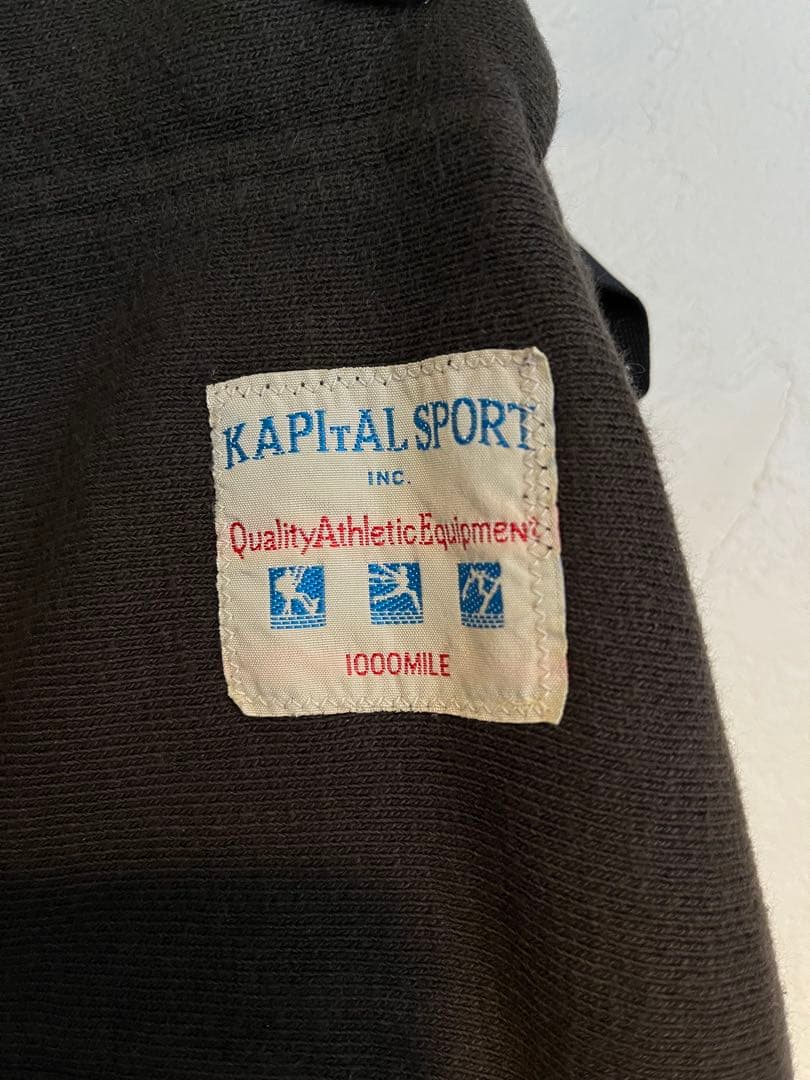 KAPITAL SPORT
INC.
QualityAthleticEquipmeNT
1000MILE